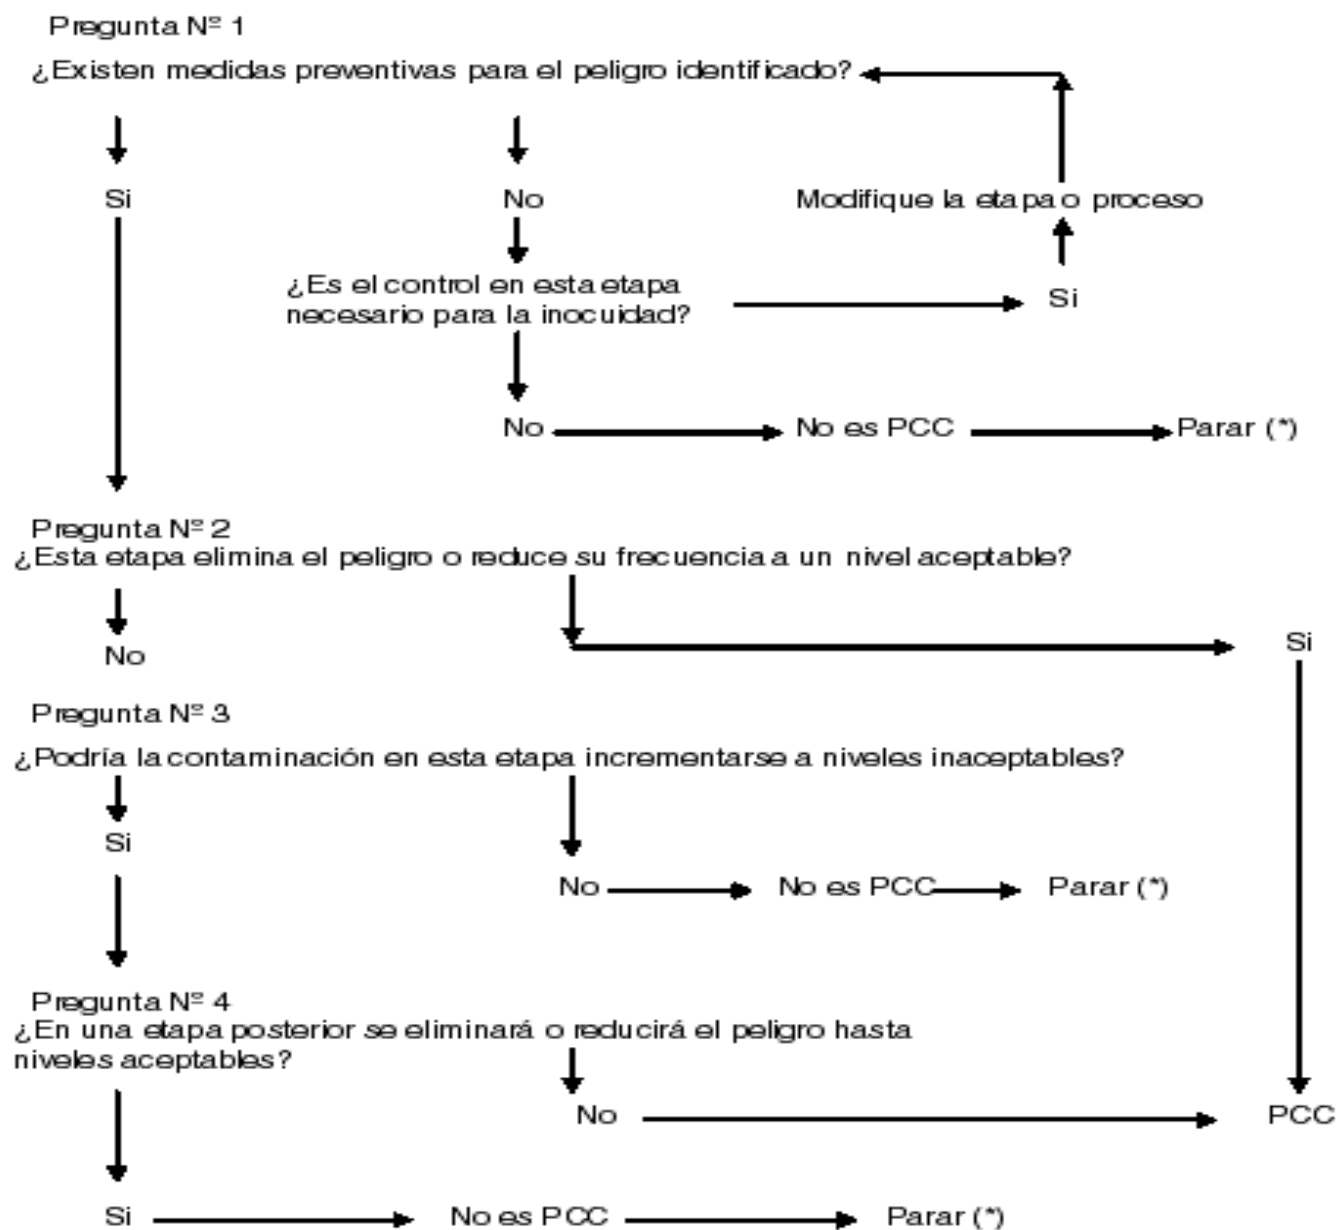 Pregunta Nº 1
¿Existen medidas preventivas para el peligro identificado?
Si
No
Modifique la etapa o proceso
¿Es el control en esta etapa
necesario para la inocuidad?
Si
No
No es PCC
Parar (*)
Pregunta Nº 2
¿Esta etapa elimina el peligro o reduce su frecuencia a un nivel aceptable?
No
Si
Pregunta Nº 3
¿Podría la contaminación en esta etapa incrementarse a niveles inaceptables?
Si
No
No es PCC
Parar (*)
Pregunta Nº 4
¿En una etapa posterior se eliminará o reducirá el peligro hasta
niveles aceptables?
No
PCC
Si
No es PCC
Parar (*)